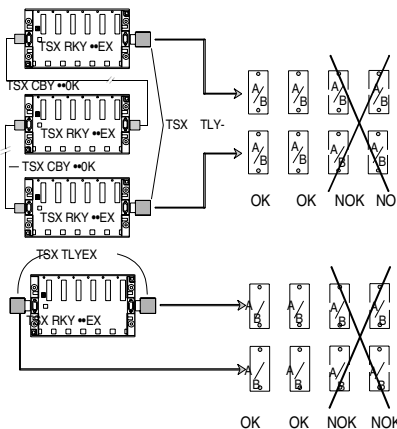 TSX RKY ••EX
TSX CBY ••0K
A/B A/B A/B A/B
TSX RKY ••EX
TSX TLY-
A/B A/B A/B A/B
TSX CBY ••0K
TSX RKY ••EX
OK OK NOK NO
TSX TLYEX
A/B A/B A/B A/B
TSX RKY ••EX
A/B A/B A/B A/B
OK OK NOK NOK